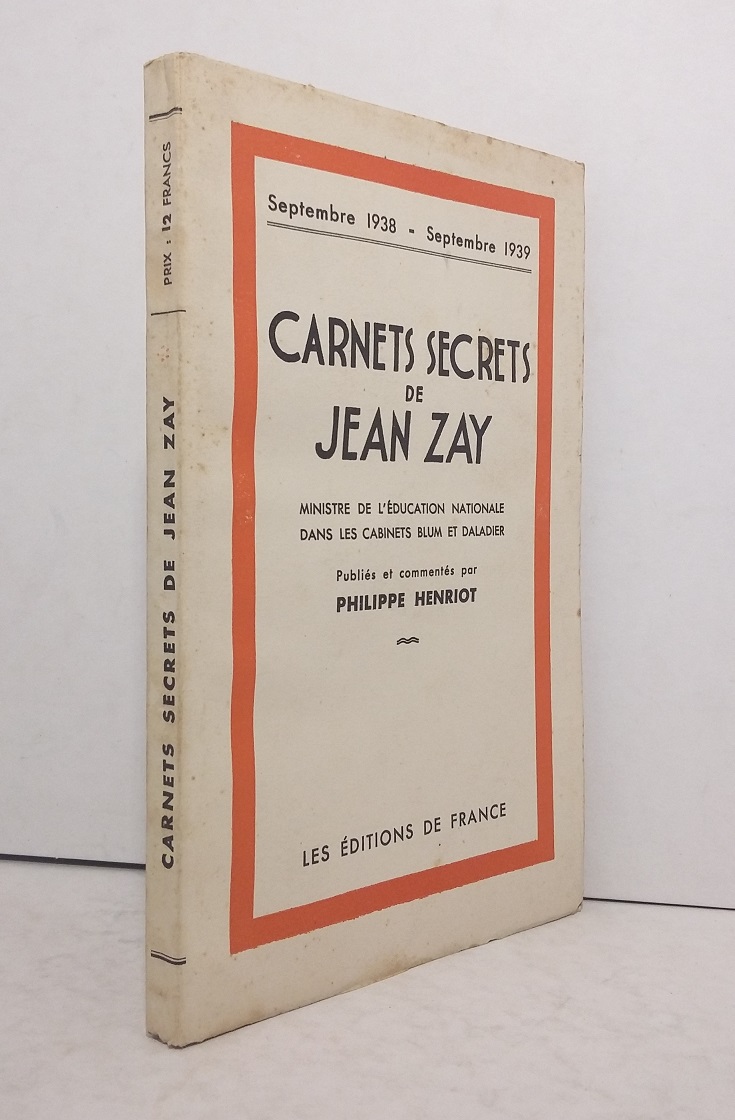 PRIX : 12 FRANCS
CARNETS SECRETS DE JEAN ZAY
Septembre 1938 - Septembre 1939
CARNETS SECRETS
DE
JEAN ZAY
MINISTRE DE L'ÉDUCATION NATIONALE
DANS LES CABINETS BLUM ET DALADIER
Publiés et commentés par
PHILIPPE HENRIOT
LES ÉDITIONS DE FRANCE